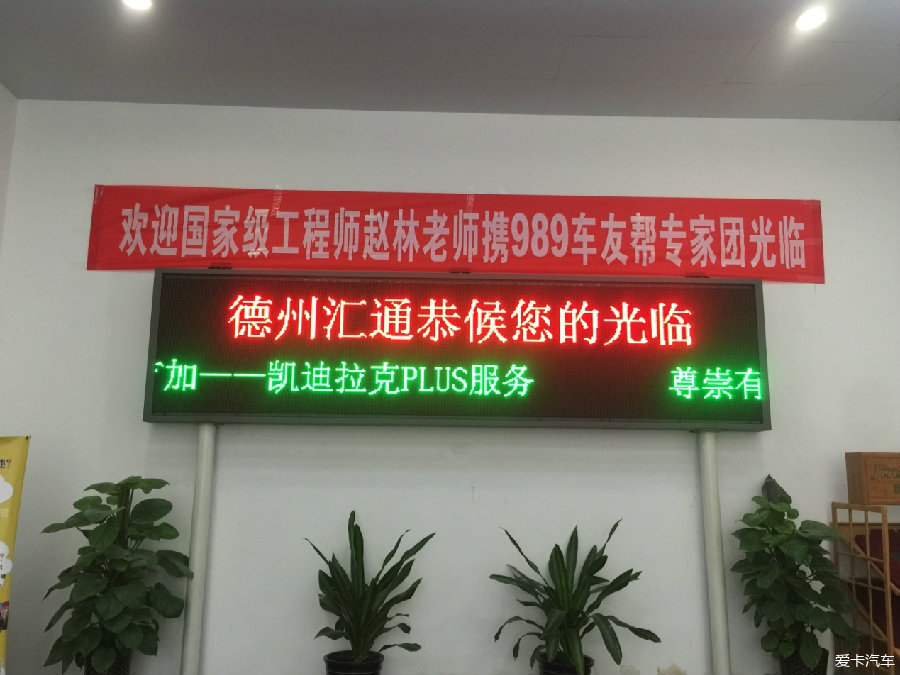 欢迎国家级工程师赵林老师携989车友帮专家团光临
德州汇通恭候您的光临
加——凯迪拉克PLUS服务 尊崇有
爱卡汽车